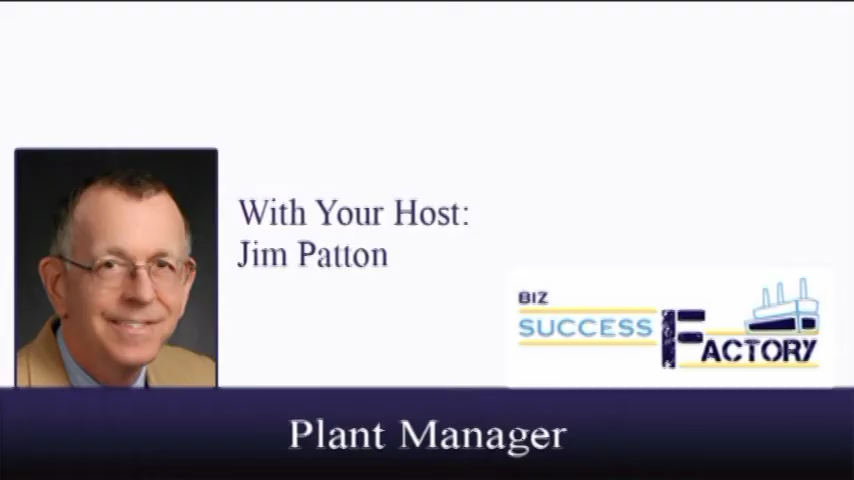 With Your Host:
Jim Patton
BIZ
SUCCESS FACTORY
Plant Manager